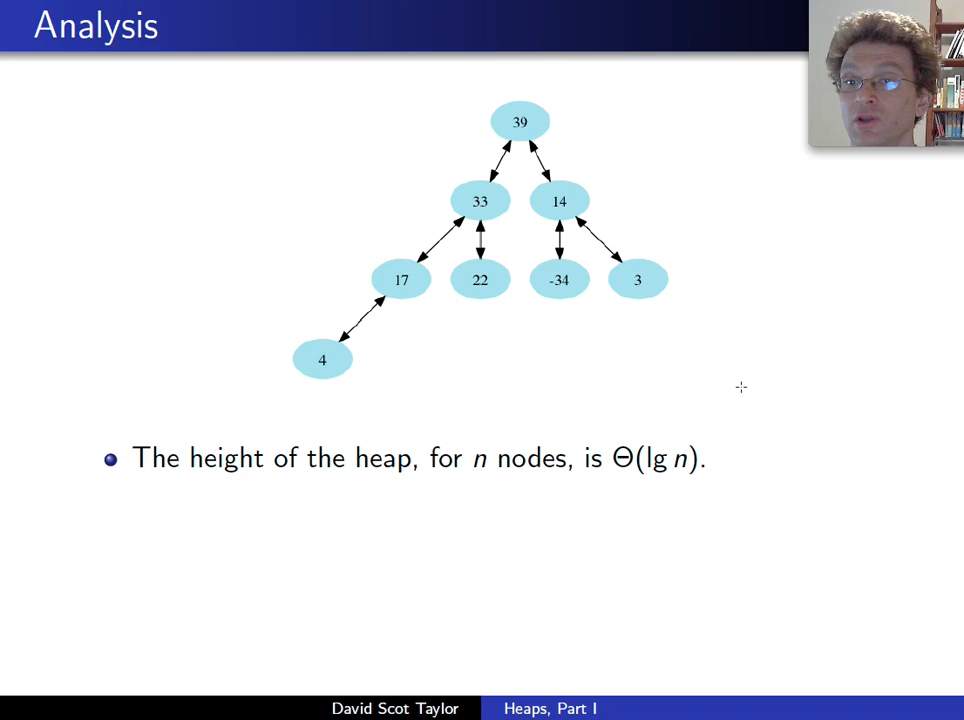 Analysis
39
33 14
17 22 -34 3
4
The height of the heap, for n nodes, is Θ(lg n).
David Scot Taylor Heaps, Part I